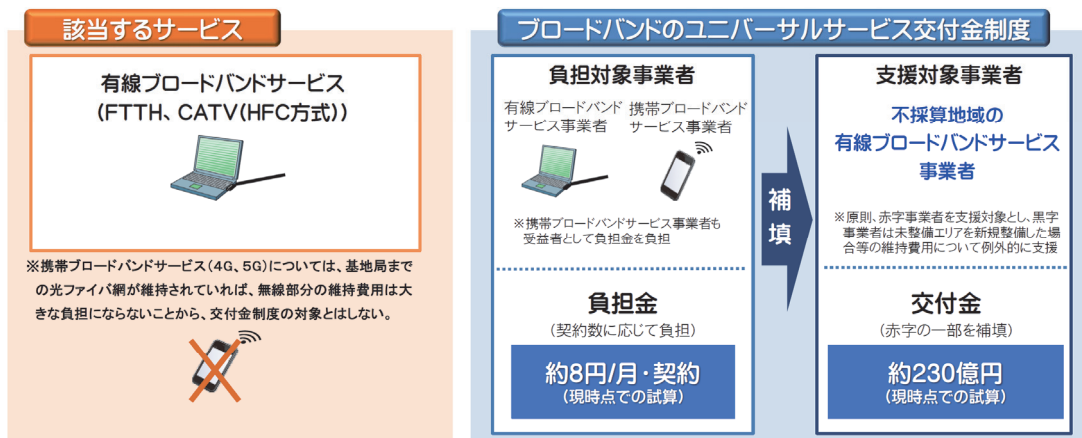 該当するサービス
有線ブロードバンドサービス
(FTTH、CATV(HFC方式))
※携帯ブロードバンドサービス(4G、5G)については、基地局まで
の光ファイバ網が維持されていれば、無線部分の維持費用は大
きな負担にならないことから、交付金制度の対象とはしない。
ブロードバンドのユニバーサルサービス交付金制度
負担対象事業者
有線ブロードバンド
サービス事業者
携帯ブロードバンド
サービス事業者
※携帯ブロードバンドサービス事業者も
受益者として負担金を負担
負担金
(契約数に応じて負担)
約8円/月・契約
(現時点での試算)
補
填
支援対象事業者
不採算地域の
有線ブロードバンドサービス
事業者
※原則、赤字事業者を支援対象とし、黒字
事業者は未整備エリアを新規整備した場
合等の維持費用について例外的に支援
交付金
(赤字の一部を補填)
約230億円
(現時点での試算)